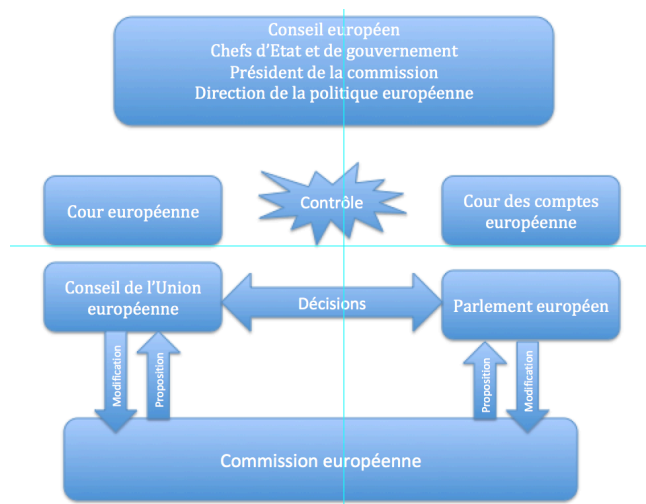 Conseil européen
Chefs d'Etat et de gouvernement
Président de la commission
Direction de la politique européenne
Cour européenne
Contrôle
Cour des comptes
européenne
Conseil de l'Union
européenne
Décisions
Parlement européen
Modification
Proposition
Proposition
Modification
Commission européenne